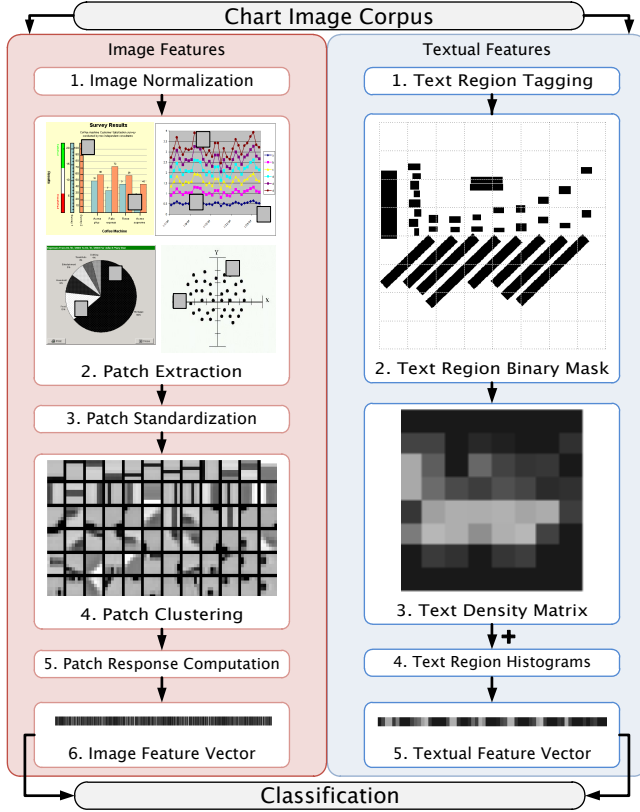 Chart Image Corpus
Image Features
1. Image Normalization
Survey Results
Coffee Machine
Y
X
2. Patch Extraction
3. Patch Standardization
4. Patch Clustering
5. Patch Response Computation
6. Image Feature Vector
Textual Features
1. Text Region Tagging
2. Text Region Binary Mask
3. Text Density Matrix
+
4. Text Region Histograms
5. Textual Feature Vector
Classification